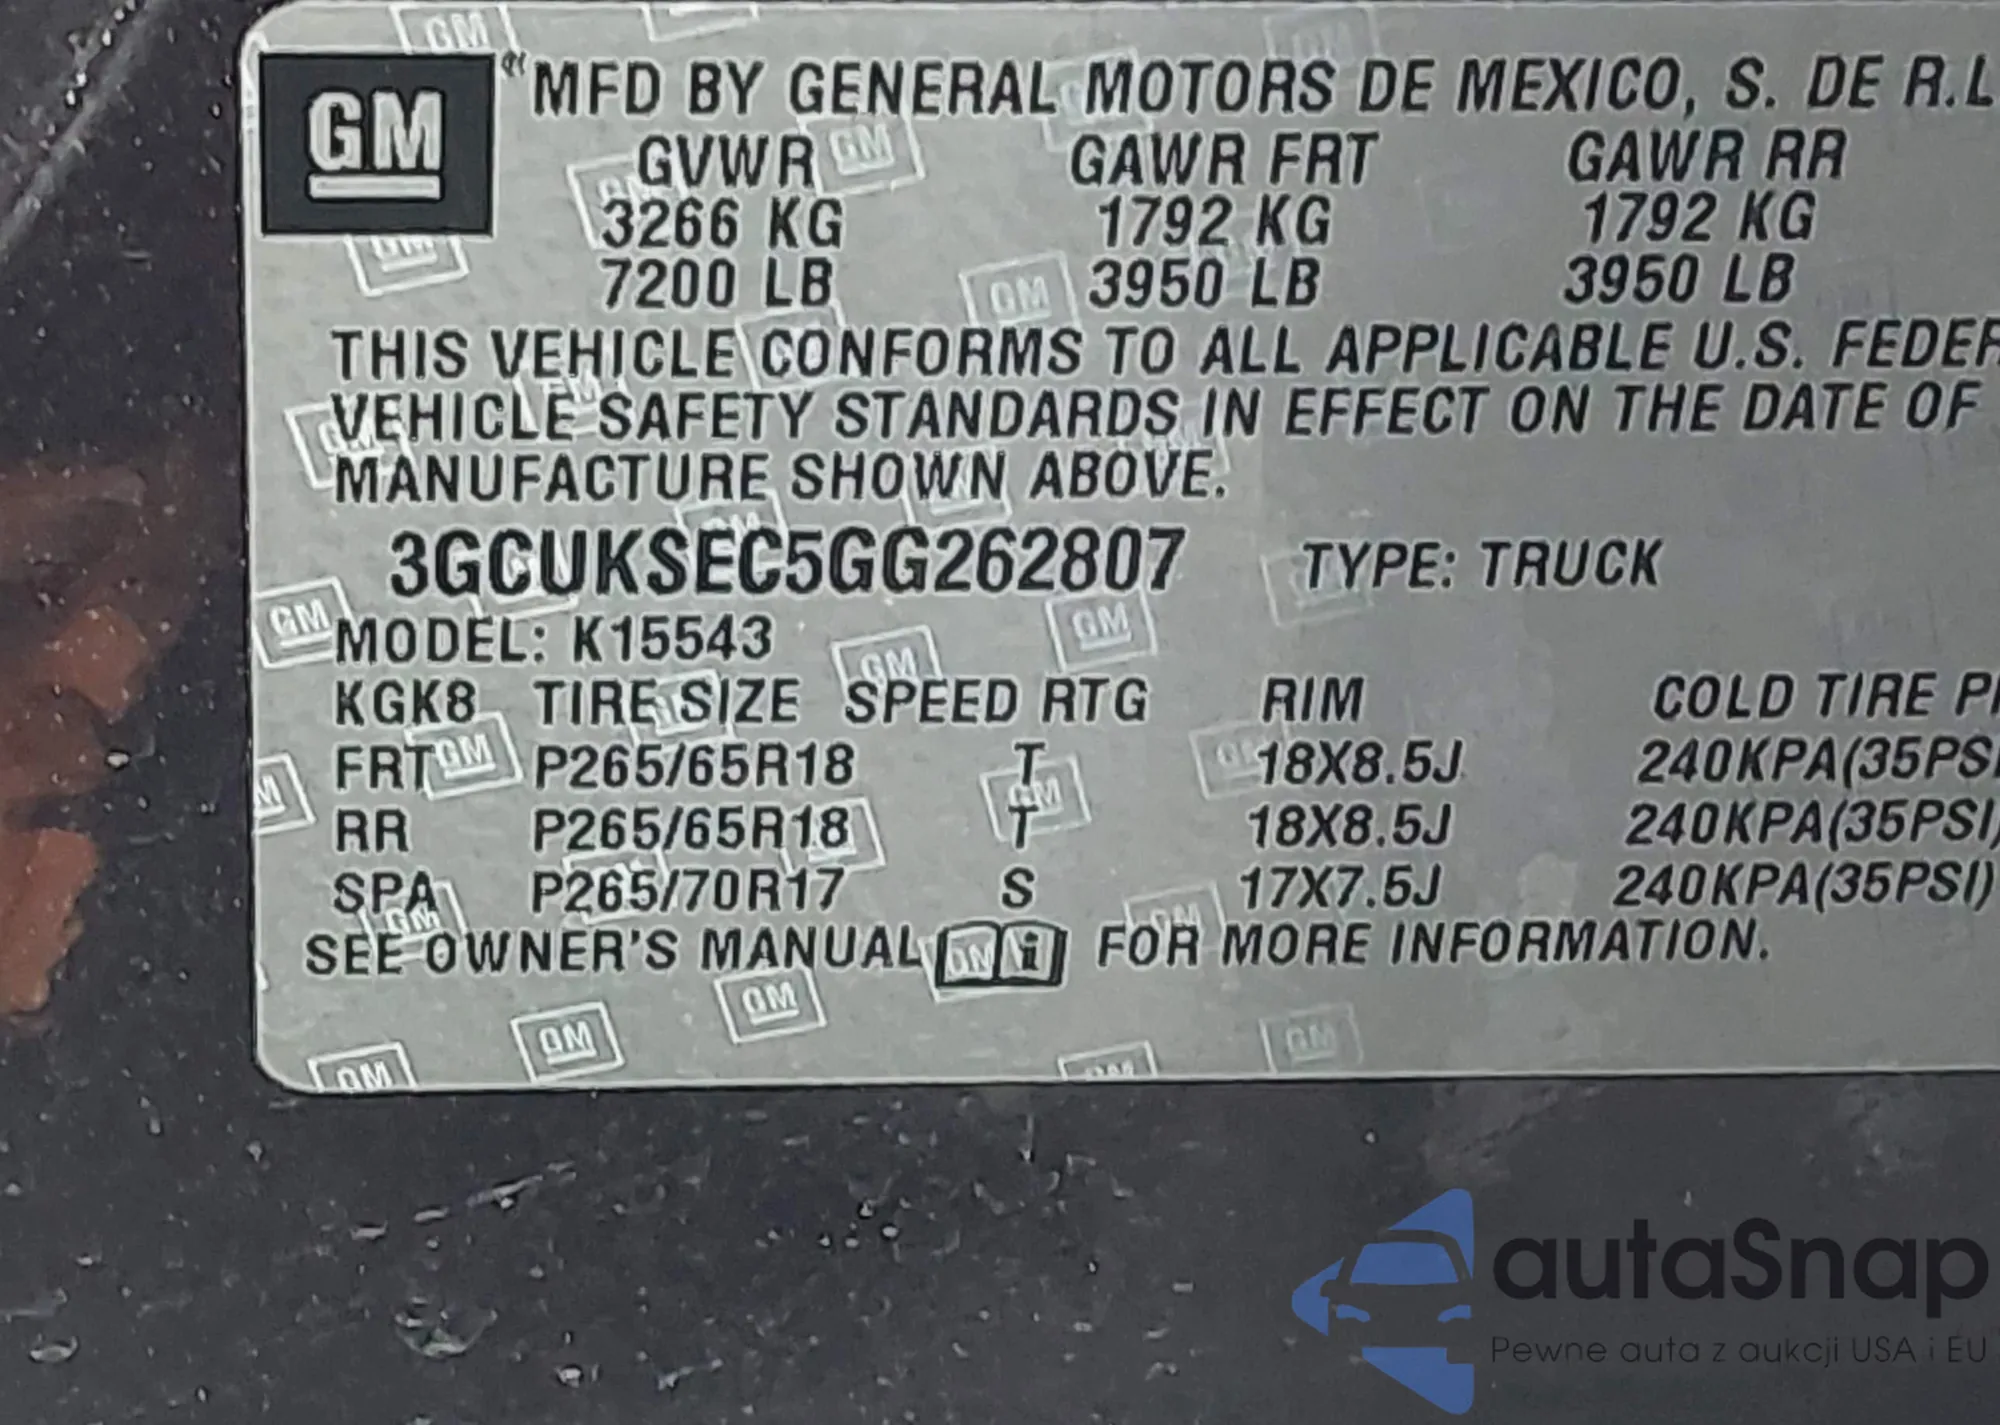 GM
MFD BY GENERAL MOTORS DE MEXICO, S. DE R.L
GVWR GAWR FRT GAWR RR
3266 KG 1792 KG 1792 KG
7200 LB 3950 LB 3950 LB
THIS VEHICLE CONFORMS TO ALL APPLICABLE U.S. FEDER
VEHICLE SAFETY STANDARDS IN EFFECT ON THE DATE OF
MANUFACTURE SHOWN ABOVE.
3GCUKSEC5GG262807 TYPE: TRUCK
MODEL: K15543
KGK8 TIRE SIZE SPEED RTG RIM COLD TIRE
FRT P265/65R18 T 18X8.5J 240KPA(35PSI
RR P265/65R18 T 18X8.5J 240KPA(35PSI)
SPA P265/70R17 S 17X7.5J 240KPA(35PSI)
SEE OWNER'S MANUAL i FOR MORE INFORMATION.
autaSnap
Pewne auta z aukcji USA i EU